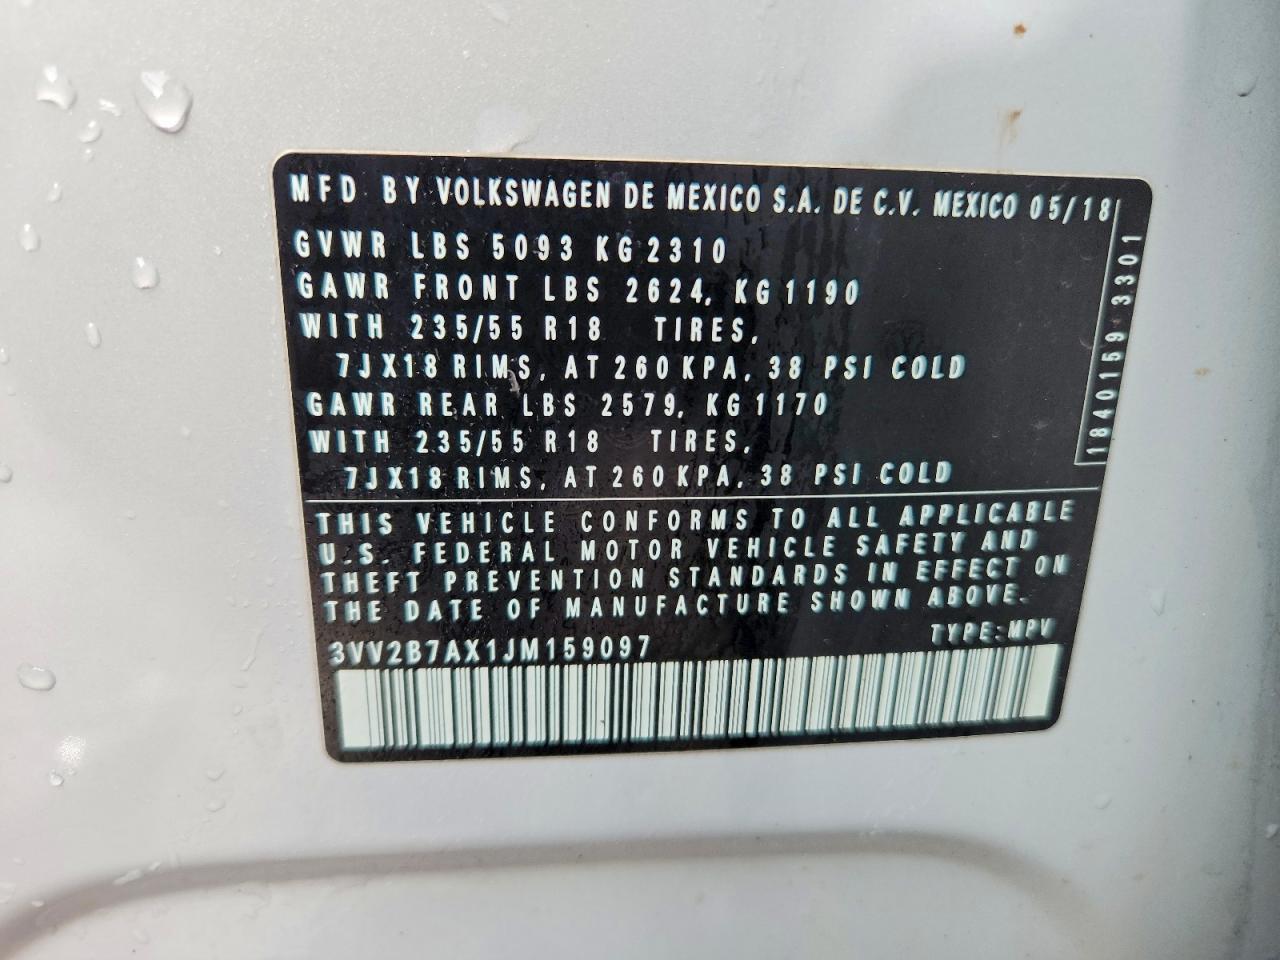 MFD BY VOLKSWAGEN DE MEXICO S.A. DE C.V. MEXICO 05/18
GVWR LBS 5093 KG 2310
GAWR FRONT LBS 2624, KG 1190
WITH 235/55 R18 TIRES,
7JX18 RIMS, AT 260 KPA, 38 PSI COLD
GAWR REAR LBS 2579, KG 1170
WITH 235/55 R18 TIRES,
7JX18 RIMS, AT 260 KPA, 38 PSI COLD
1840159 3301
THIS VEHICLE CONFORMS TO ALL APPLICABLE
U.S. FEDERAL MOTOR VEHICLE SAFETY AND
THEFT PREVENTION STANDARDS IN EFFECT ON
THE DATE OF MANUFACTURE SHOWN ABOVE.
TYPE:MPV
3VV2B7AX1JM159097